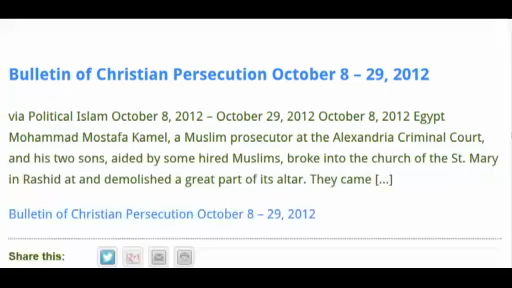 Bulletin of Christian Persecution October 8 – 29, 2012
via Political Islam October 8, 2012 – October 29, 2012 October 8, 2012 Egypt
Mohammad Mostafa Kamel, a Muslim prosecutor at the Alexandria Criminal Court,
and his two sons, aided by some hired Muslims, broke into the church of the St. Mary
in Rashid at and demolished a great part of its altar. They came [...]
Bulletin of Christian Persecution October 8 – 29, 2012
Share this: